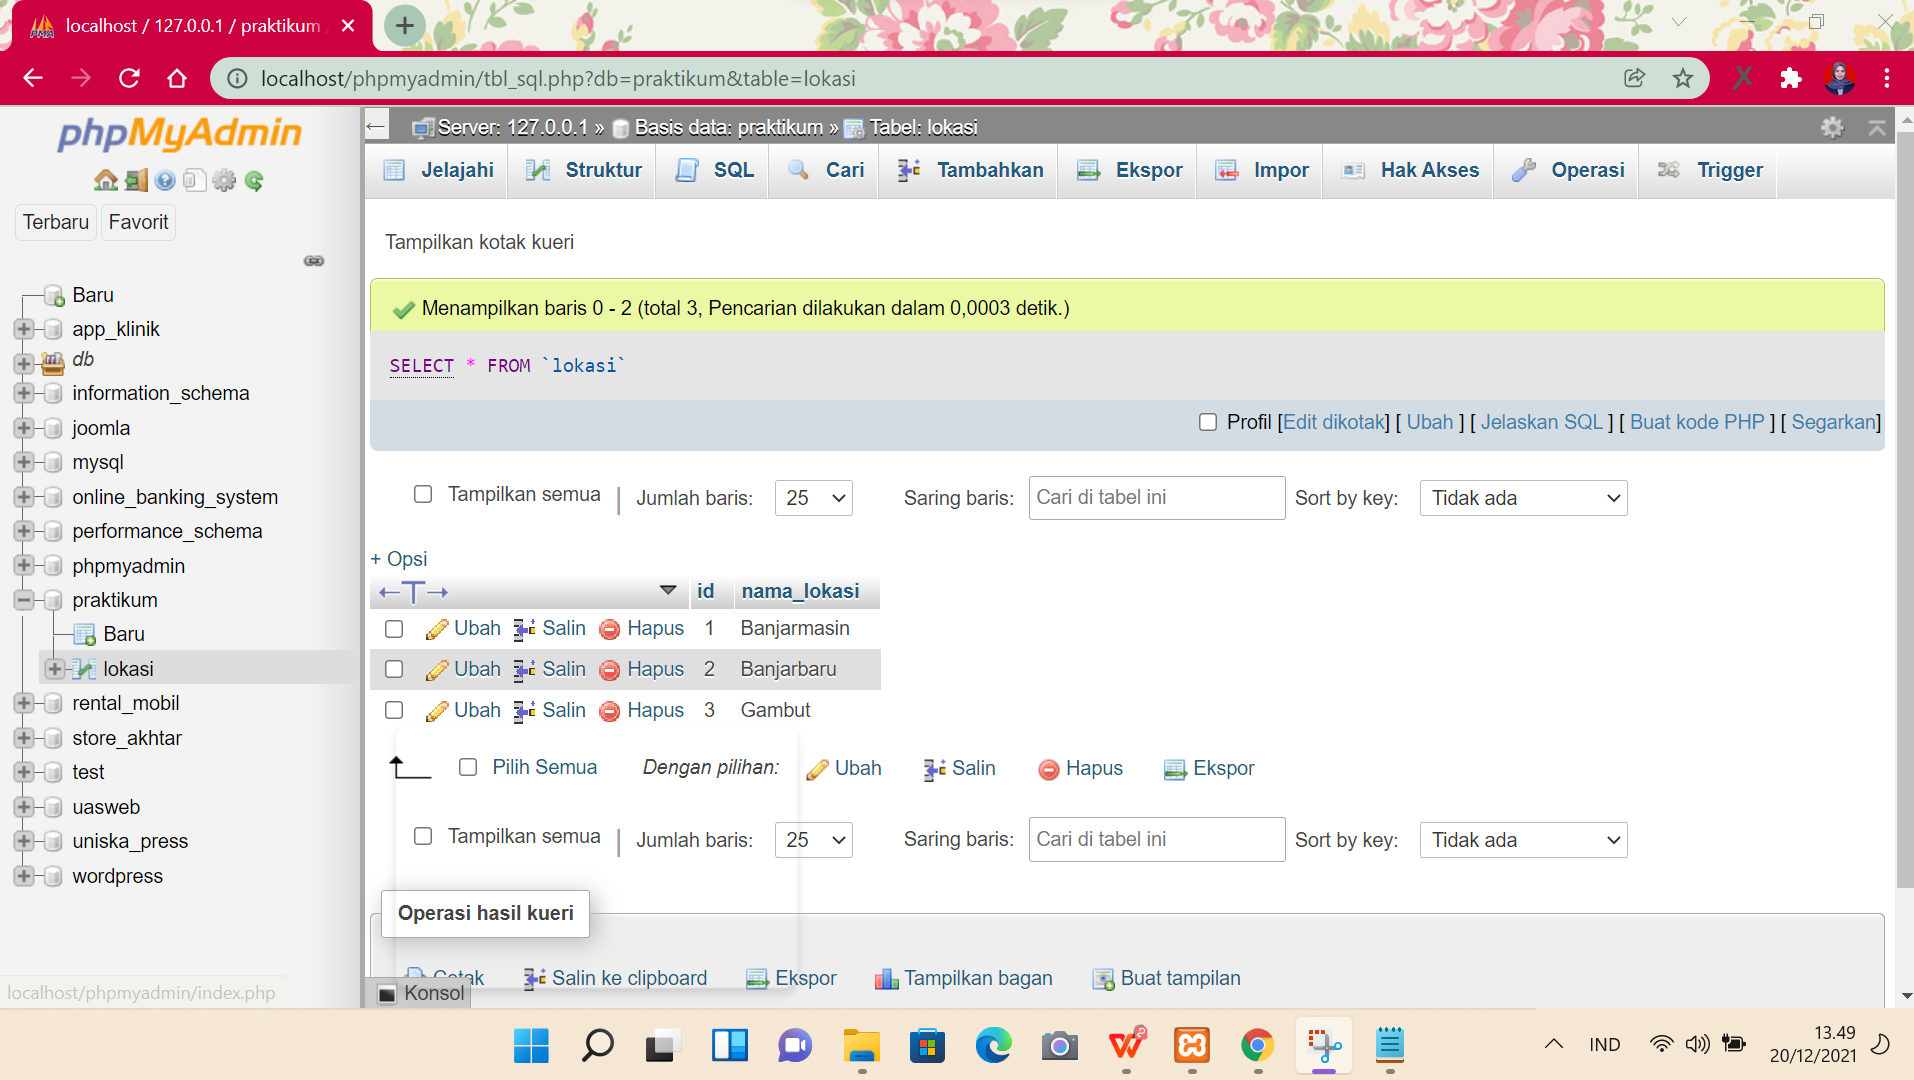 localhost / 127.0.0.1 / praktikum
localhost/phpmyadmin/tbl_sql.php?db=praktikum&table=lokasi
phpMyAdmin
Server: 127.0.0.1 » Basis data: praktikum » Tabel: lokasi
Jelajahi Struktur SQL Cari Tambahkan Ekspor Impor Hak Akses Operasi Trigger
Terbaru Favorit
Baru
app_klinik
db
information_schema
joomla
mysql
online_banking_system
performance_schema
phpmyadmin
praktikum
Baru
lokasi
rental_mobil
store_akhtar
test
uasweb
uniska_press
wordpress
localhost/phpmyadmin/index.php
Tampilkan kotak kueri
Menampilkan baris 0 - 2 (total 3, Pencarian dilakukan dalam 0,0003 detik.)
SELECT * FROM `lokasi`
Profil [Edit dikotak] [ Ubah ] [ Jelaskan SQL ] [ Buat kode PHP ] [ Segarkan]
Tampilkan semua | Jumlah baris: 25 Saring baris: Cari di tabel ini Sort by key: Tidak ada
+ Opsi
←T→ id nama_lokasi
Ubah Salin Hapus 1 Banjarmasin
Ubah Salin Hapus 2 Banjarbaru
Ubah Salin Hapus 3 Gambut
Pilih Semua Dengan pilihan: Ubah Salin Hapus Ekspor
Tampilkan semua | Jumlah baris: 25 Saring baris: Cari di tabel ini Sort by key: Tidak ada
Operasi hasil kueri
Cetak Salin ke clipboard Ekspor Tampilkan bagan Buat tampilan
Konsol
IND
13.49
20/12/2021